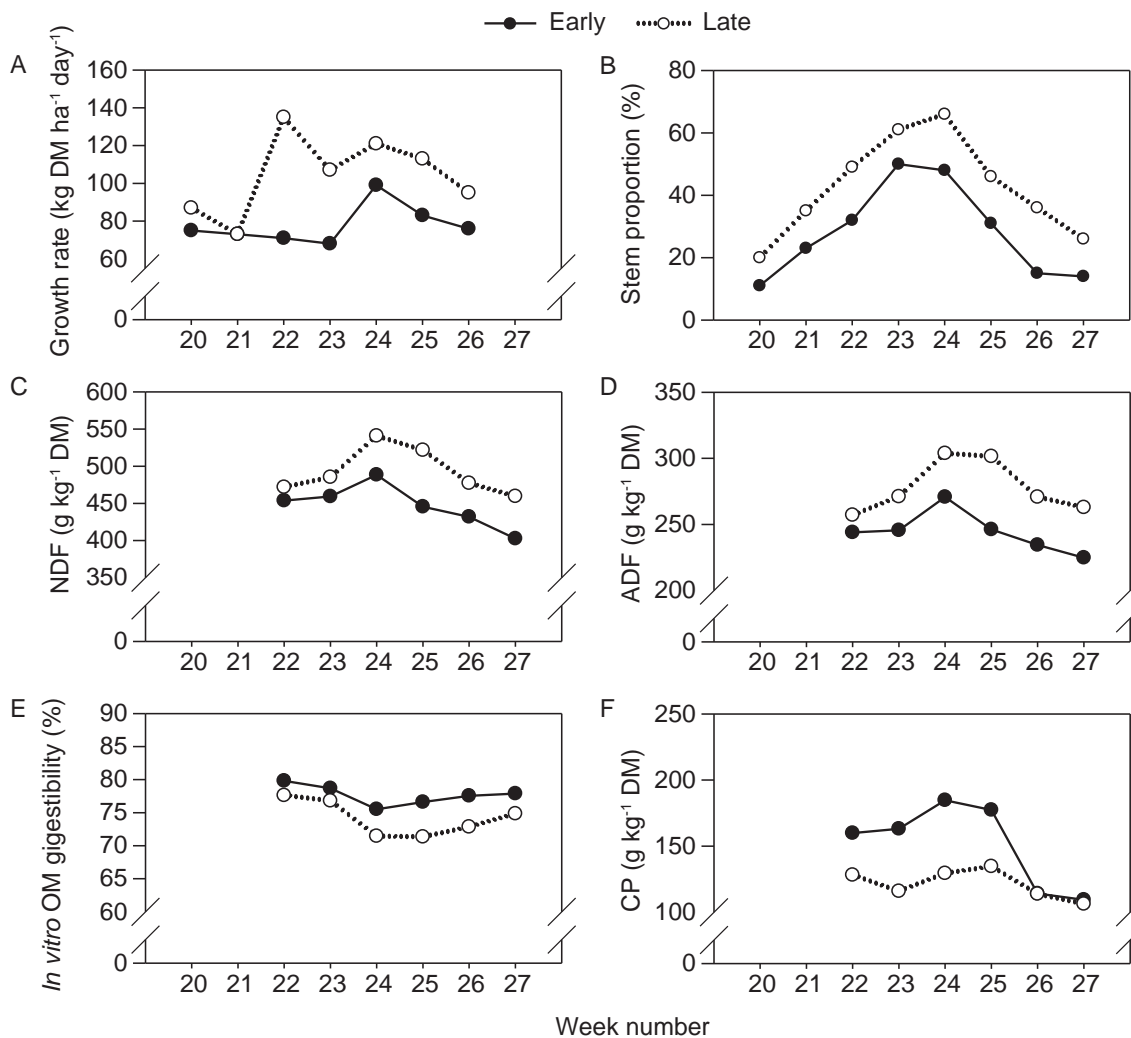 Early Late
A
Growth rate (kg DM ha⁻¹ day⁻¹)
160
140
120
100
80
60
0
20 21 22 23 24 25 26 27
B
Stem proportion (%)
80
60
40
20
0
20 21 22 23 24 25 26 27
C
NDF (g kg⁻¹ DM)
600
550
500
450
400
350
0
20 21 22 23 24 25 26 27
D
ADF (g kg⁻¹ DM)
350
300
250
200
0
20 21 22 23 24 25 26 27
E
In vitro OM gigestibility (%)
90
85
80
75
70
65
60
0
20 21 22 23 24 25 26 27
F
CP (g kg⁻¹ DM)
250
200
150
100
0
20 21 22 23 24 25 26 27
Week number